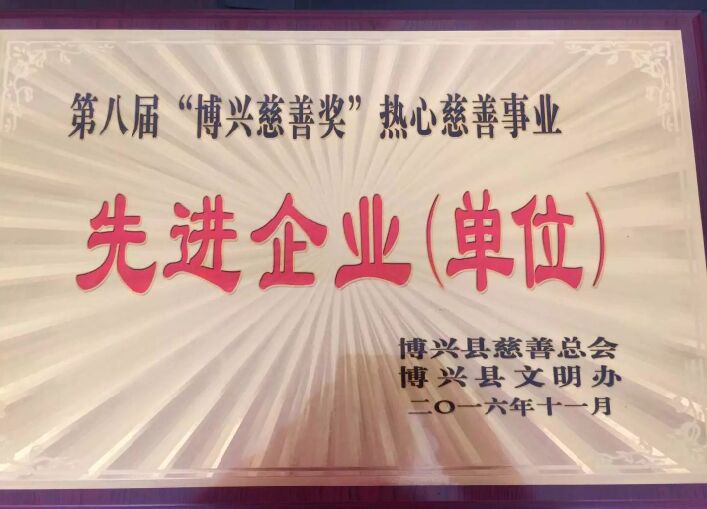 第八届“博兴慈善奖”热心慈善事业
先进企业(单位)
博兴县慈善总会
博兴县文明办
二〇一六年十一月